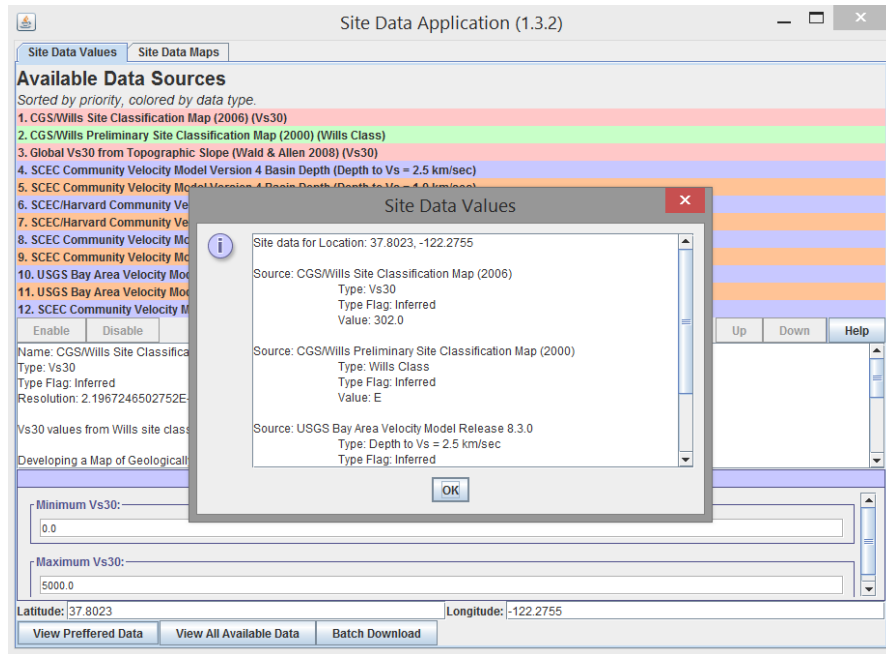 Site Data Application (1.3.2)
Site Data Values
Site Data Maps
Available Data Sources
Sorted by priority, colored by data type.
1. CGS/Wills Site Classification Map (2006) (Vs30)
2. CGS/Wills Preliminary Site Classification Map (2000) (Wills Class)
3. Global Vs30 from Topographic Slope (Wald & Allen 2008) (Vs30)
4. SCEC Community Velocity Model Version 4 Basin Depth (Depth to Vs = 2.5 km/sec)
5. SCEC Community Velocity Model Version 4 Basin Depth (Depth to Vs = 1.0 km/sec)
6. SCEC/Harvard Community Ve
7. SCEC/Harvard Community Ve
8. SCEC Community Velocity Mo
9. SCEC Community Velocity Mo
10. USGS Bay Area Velocity Mod
11. USGS Bay Area Velocity Mod
12. SCEC Community Velocity M
Enable
Disable
Up
Down
Help
Name: CGS/Wills Site Classifica
Type: Vs30
Type Flag: Inferred
Resolution: 2.1967246502752E-
Vs30 values from Wills site class
Developing a Map of Geologicall
Site Data Values
Site data for Location: 37.8023, -122.2755
Source: CGS/Wills Site Classification Map (2006)
Type: Vs30
Type Flag: Inferred
Value: 302.0
Source: CGS/Wills Preliminary Site Classification Map (2000)
Type: Wills Class
Type Flag: Inferred
Value: E
Source: USGS Bay Area Velocity Model Release 8.3.0
Type: Depth to Vs = 2.5 km/sec
Type Flag: Inferred
OK
Minimum Vs30:
0.0
Maximum Vs30:
5000.0
Latitude: 37.8023
Longitude: -122.2755
View Preffered Data
View All Available Data
Batch Download